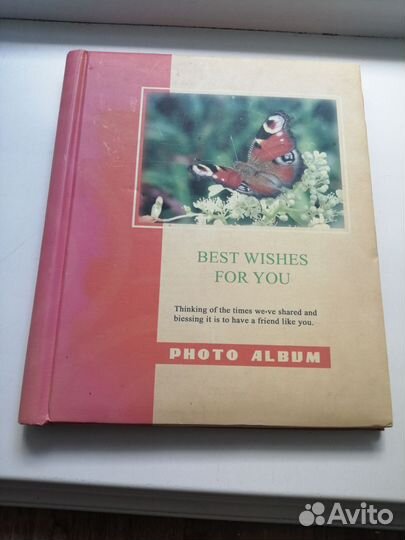 BEST WISHES
FOR YOU
Thinking of the times we-ve shared and
biessing it is to have a friend like you.
PHOTO ALBUM
Avito